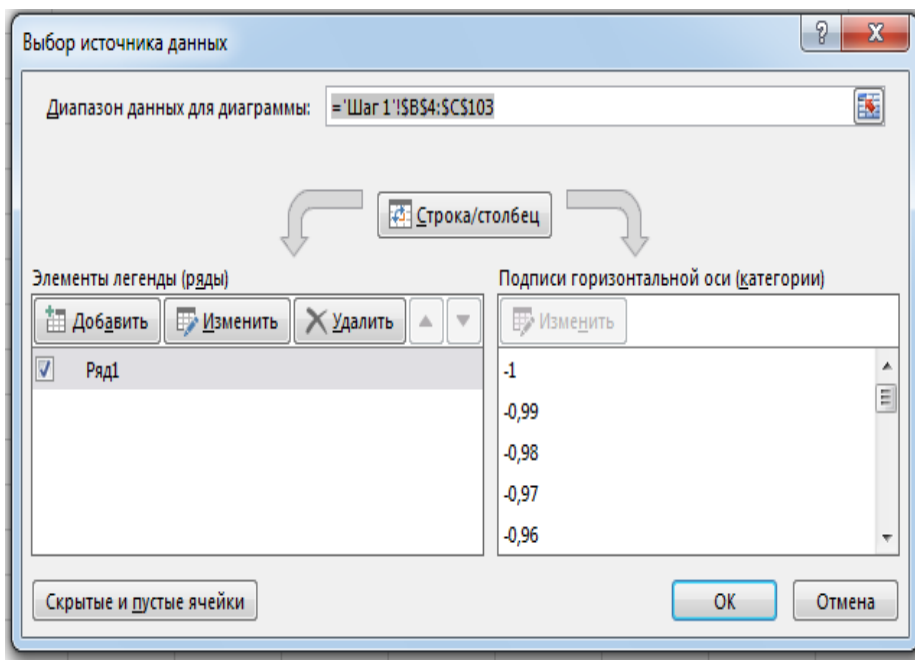 Выбор источника данных
?
X
Диапазон данных для диаграммы:
='Шаг 1'!$B$4:$C$103
Строка/столбец
Элементы легенды (ряды)
Добавить
Изменить
Удалить
Ряд1
Подписи горизонтальной оси (категории)
Изменить
-1
-0,99
-0,98
-0,97
-0,96
Скрытые и пустые ячейки
ОК
Отмена